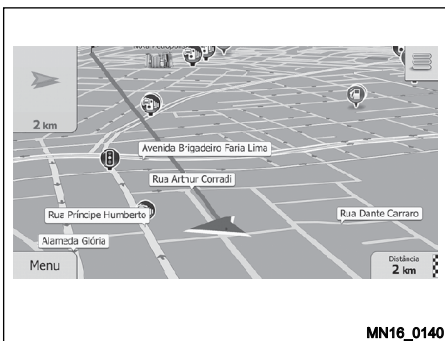 2 km
Avenida Brigadeiro Faria Lima
Rua Arthur Corradi
Rua Príncipe Humberto
Rua Dante Carraro
Alameda Glória
Menu
Distância
2 km
MN16_0140